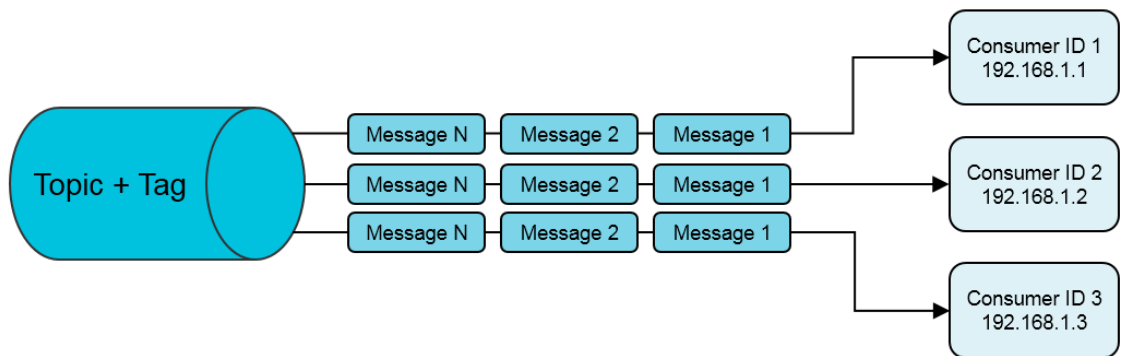 Topic + Tag
Message N
Message 2
Message 1
Message N
Message 2
Message 1
Message N
Message 2
Message 1
Consumer ID 1
192.168.1.1
Consumer ID 2
192.168.1.2
Consumer ID 3
192.168.1.3